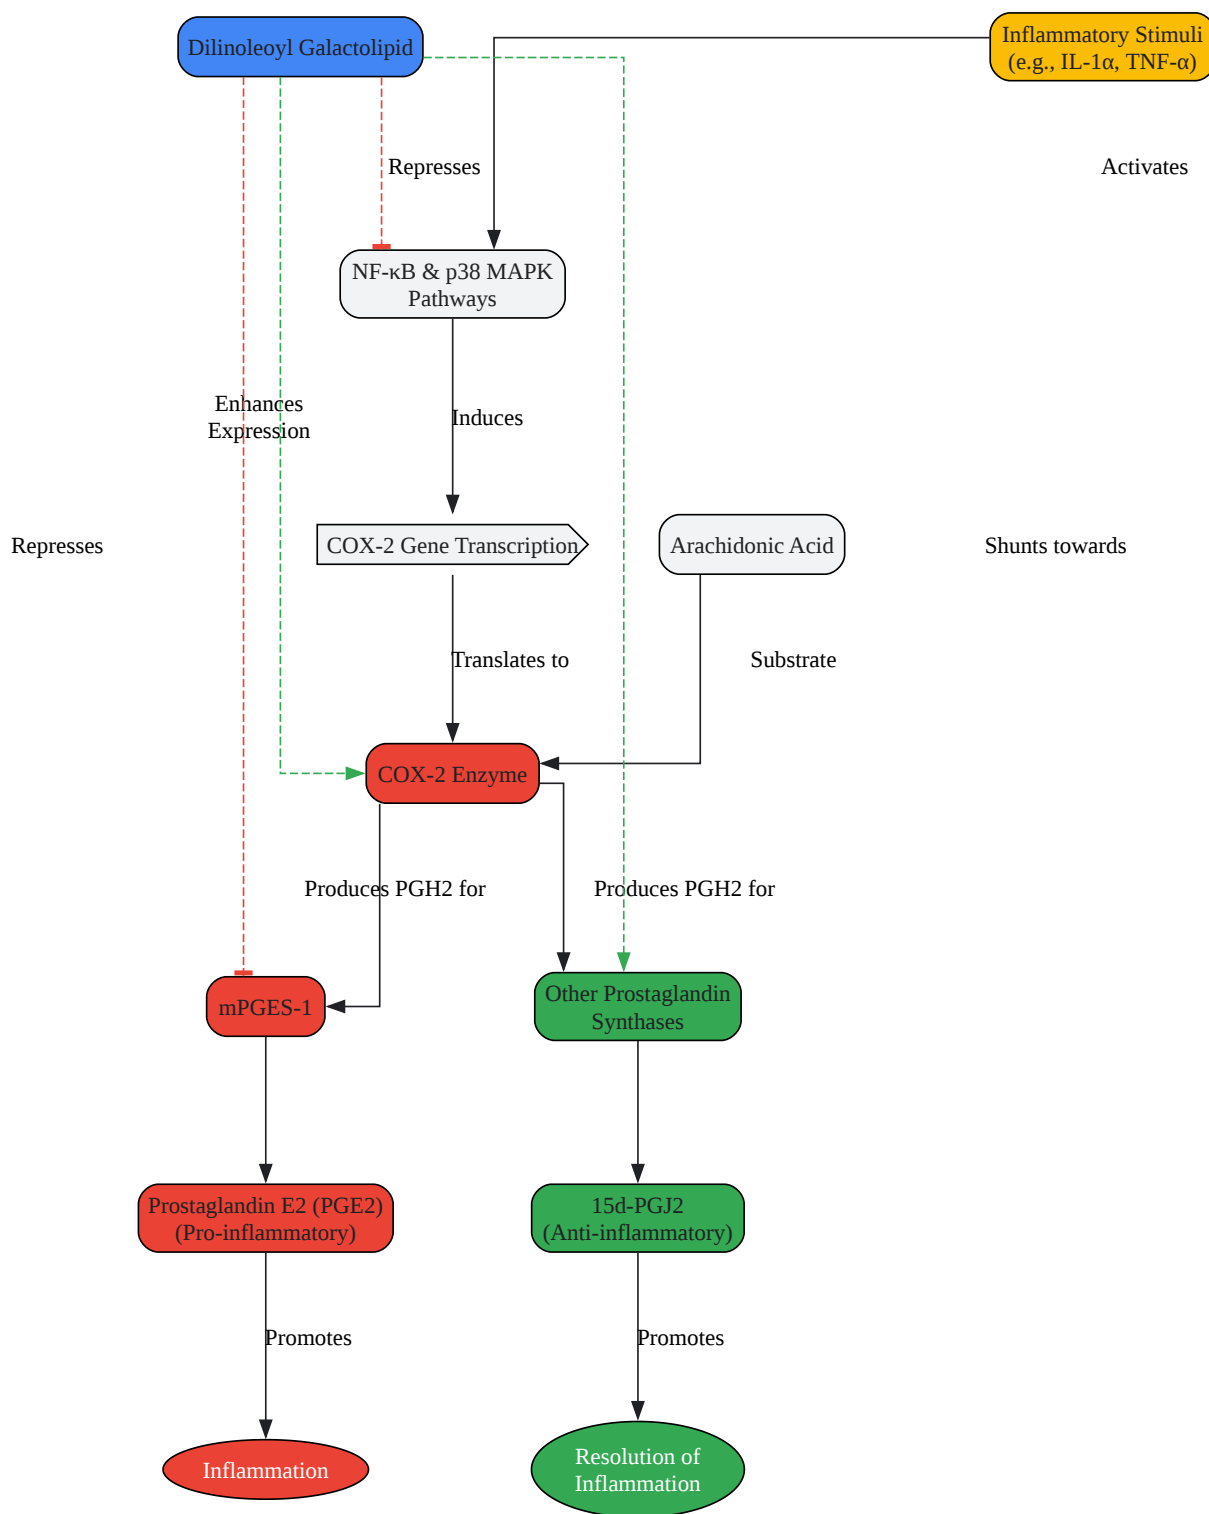 Dilinoleoyl Galactolipid
Inflammatory Stimuli
(e.g., IL-1α, TNF-α)
Represses
Activates
NF-κB & p38 MAPK
Pathways
Enhances
Expression
Induces
Represses
COX-2 Gene Transcription
Arachidonic Acid
Shunts towards
Translates to
Substrate
COX-2 Enzyme
Produces PGH2 for
Produces PGH2 for
mPGES-1
Other Prostaglandin
Synthases
Prostaglandin E2 (PGE2)
(Pro-inflammatory)
15d-PGJ2
(Anti-inflammatory)
Promotes
Promotes
Inflammation
Resolution of
Inflammation